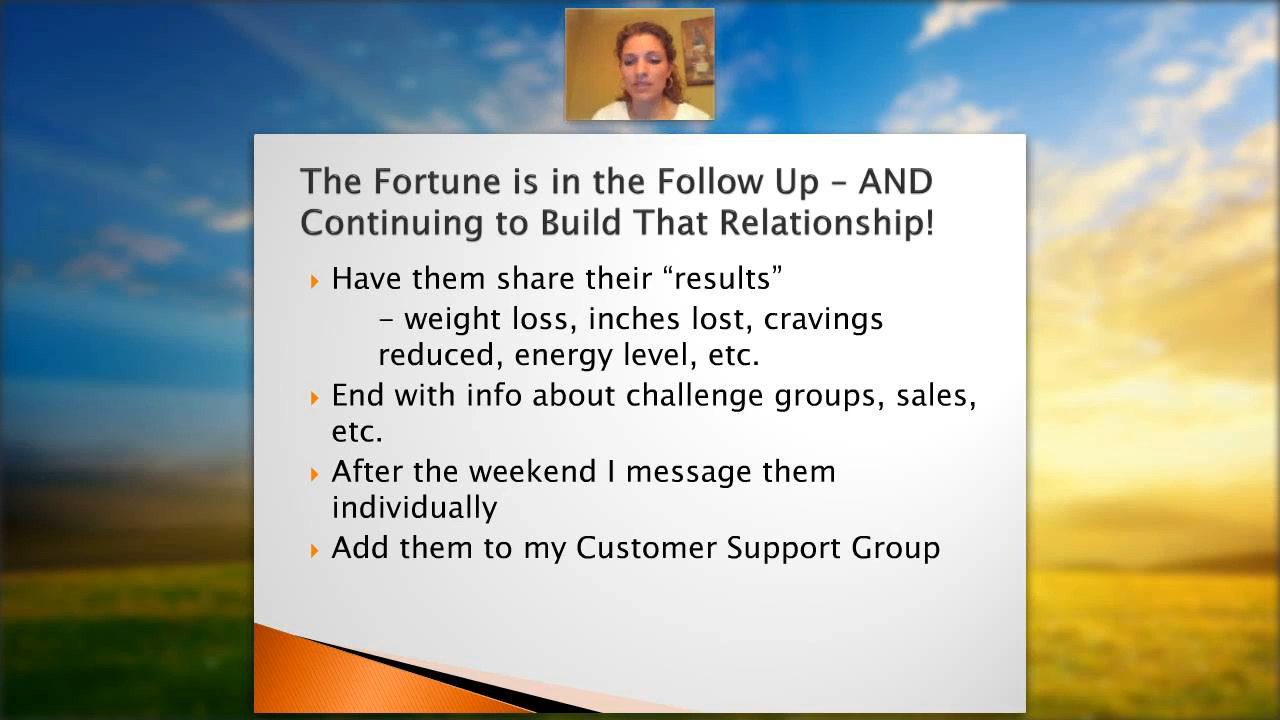 The Fortune is in the Follow Up – AND
Continuing to Build That Relationship!
Have them share their “results”
– weight loss, inches lost, cravings
reduced, energy level, etc.
End with info about challenge groups, sales,
etc.
After the weekend I message them
individually
Add them to my Customer Support Group